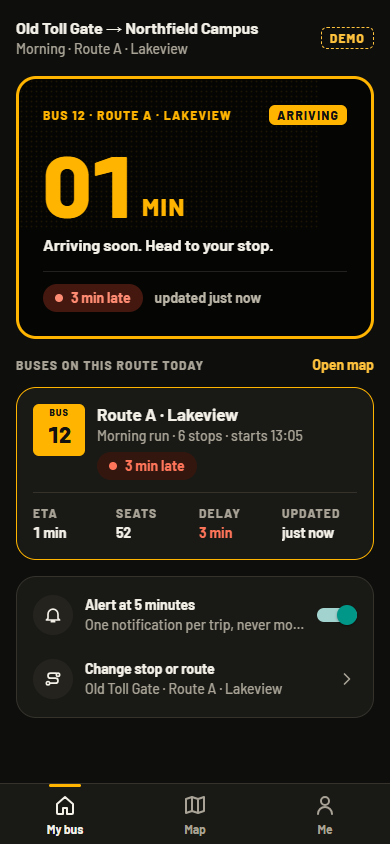 Old Toll Gate → Northfield Campus
Morning · Route A · Lakeview
DEMO
BUS 12 · ROUTE A · LAKEVIEW
ARRIVING
01 MIN
Arriving soon. Head to your stop.
3 min late
updated just now
BUSES ON THIS ROUTE TODAY
Open map
BUS
12
Route A · Lakeview
Morning run · 6 stops · starts 13:05
3 min late
ETA SEATS DELAY UPDATED
1 min 52 3 min just now
Alert at 5 minutes
One notification per trip, never mo...
Change stop or route
Old Toll Gate · Route A · Lakeview
My bus Map Me